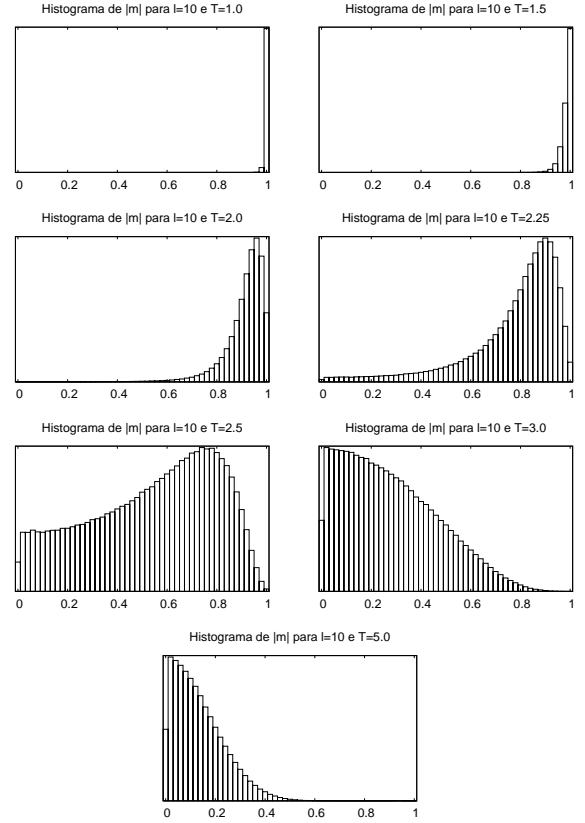 Histograma de |m| para l=10 e T=1.0
0 0.2 0.4 0.6 0.8 1
Histograma de |m| para l=10 e T=1.5
0 0.2 0.4 0.6 0.8 1
Histograma de |m| para l=10 e T=2.0
0 0.2 0.4 0.6 0.8 1
Histograma de |m| para l=10 e T=2.25
0 0.2 0.4 0.6 0.8 1
Histograma de |m| para l=10 e T=2.5
0 0.2 0.4 0.6 0.8 1
Histograma de |m| para l=10 e T=3.0
0 0.2 0.4 0.6 0.8 1
Histograma de |m| para l=10 e T=5.0
0 0.2 0.4 0.6 0.8 1